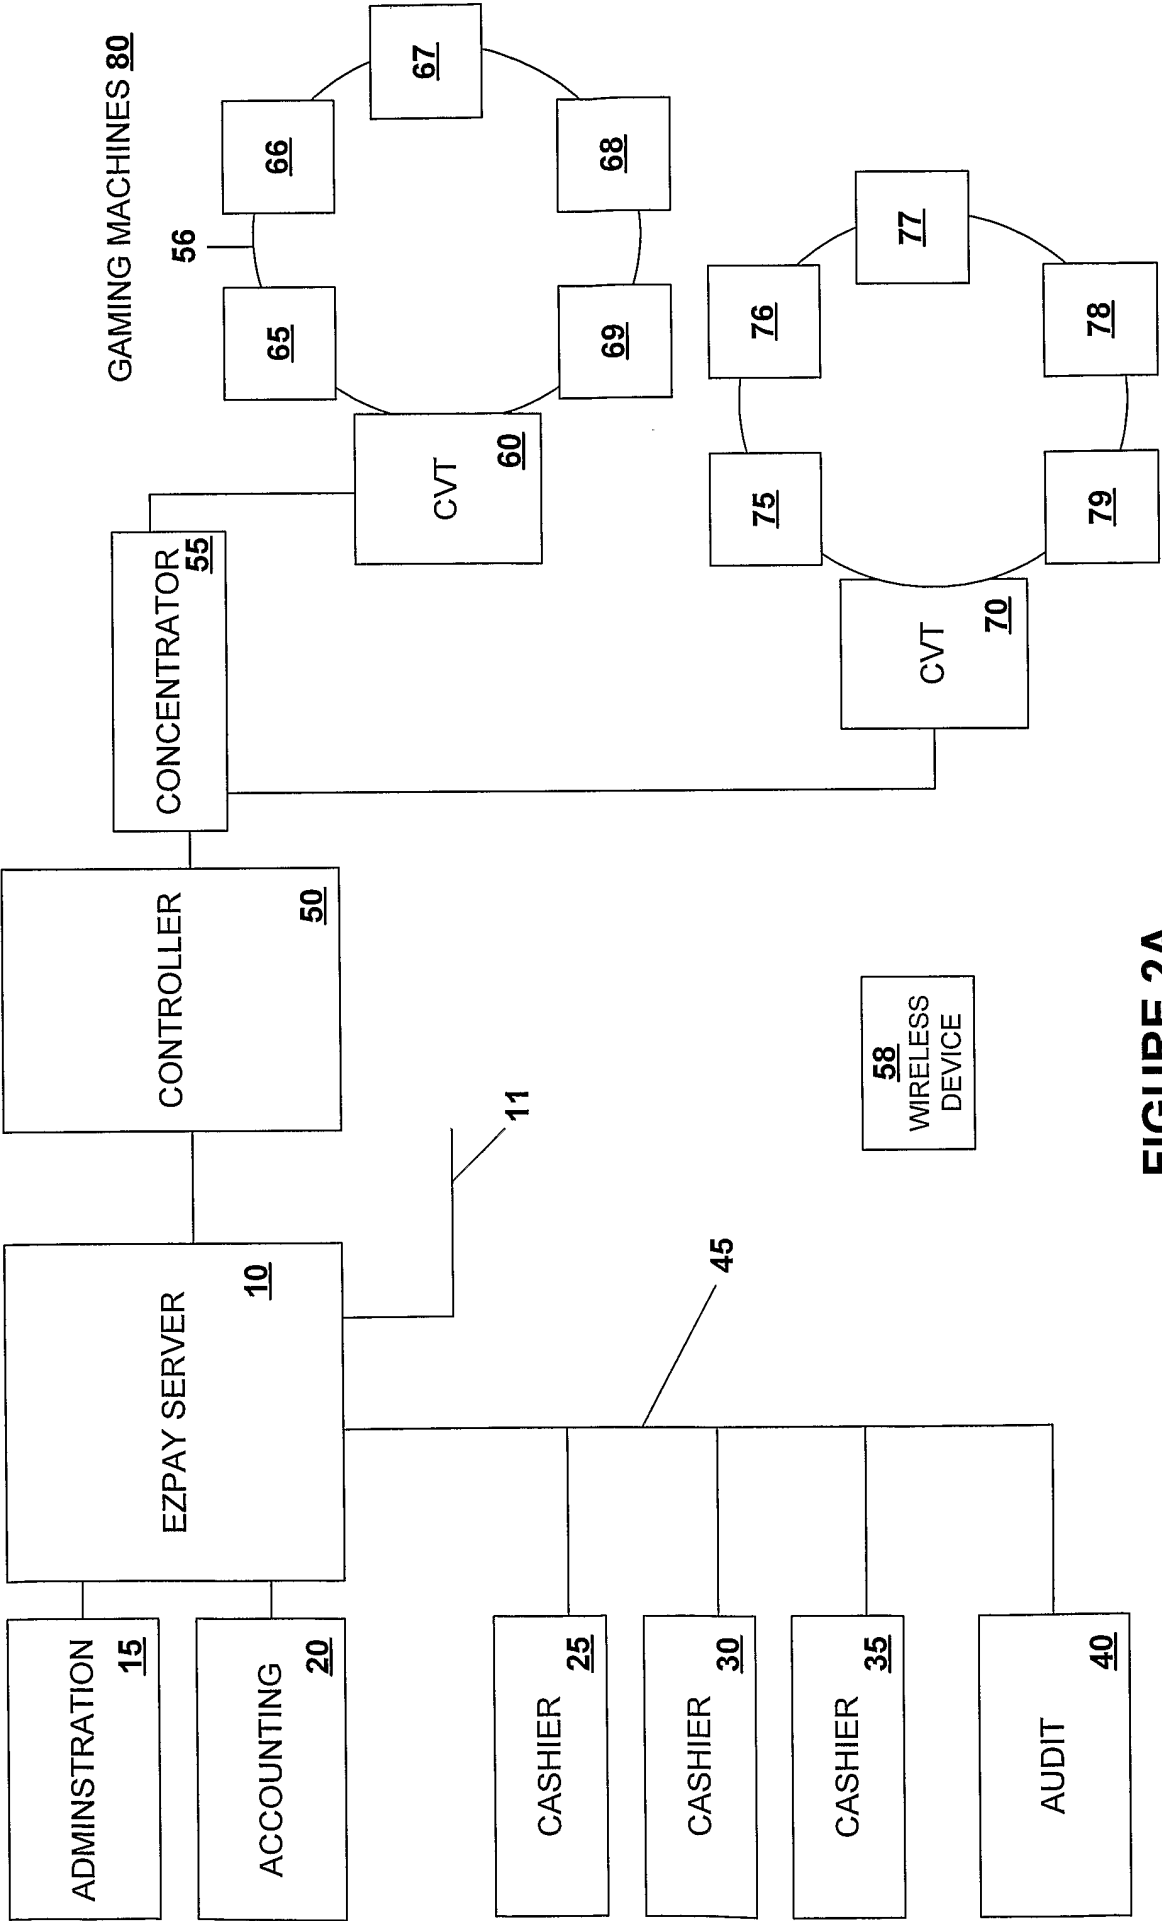 ADMINSTRATION
15
ACCOUNTING
20
EZPAY SERVER
10
CONTROLLER
50
CONCENTRATOR
55
GAMING MACHINES 80
56
65
66
67
68
69
CVT
60
75
76
77
78
79
CVT
70
11
45
CASHIER
25
CASHIER
30
CASHIER
35
AUDIT
40
58
WIRELESS
DEVICE
FIGURE 2A